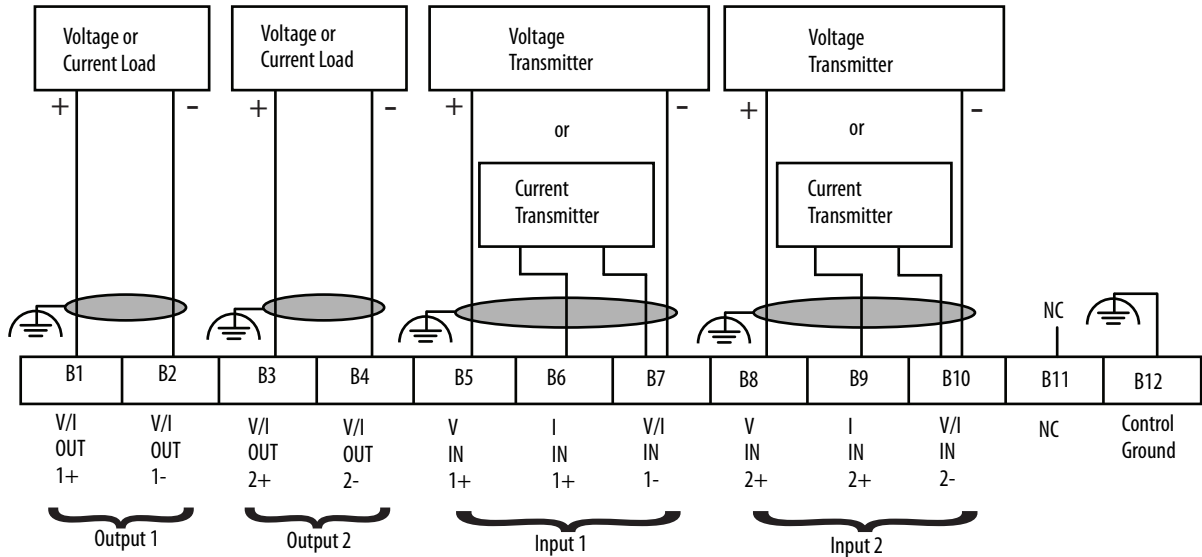 Voltage or
Current Load
Voltage or
Current Load
Voltage
Transmitter
Voltage
Transmitter
+ -
+ -
+ -
+ -
or
or
Current
Transmitter
Current
Transmitter
NC
B1 B2 B3 B4 B5 B6 B7 B8 B9 B10 B11 B12
V/I
OUT
1+
V/I
OUT
1-
V/I
OUT
2+
V/I
OUT
2-
V
IN
1+
I
IN
1+
V/I
IN
1-
V
IN
2+
I
IN
2+
V/I
IN
2-
NC
Control
Ground
Output 1
Output 2
Input 1
Input 2